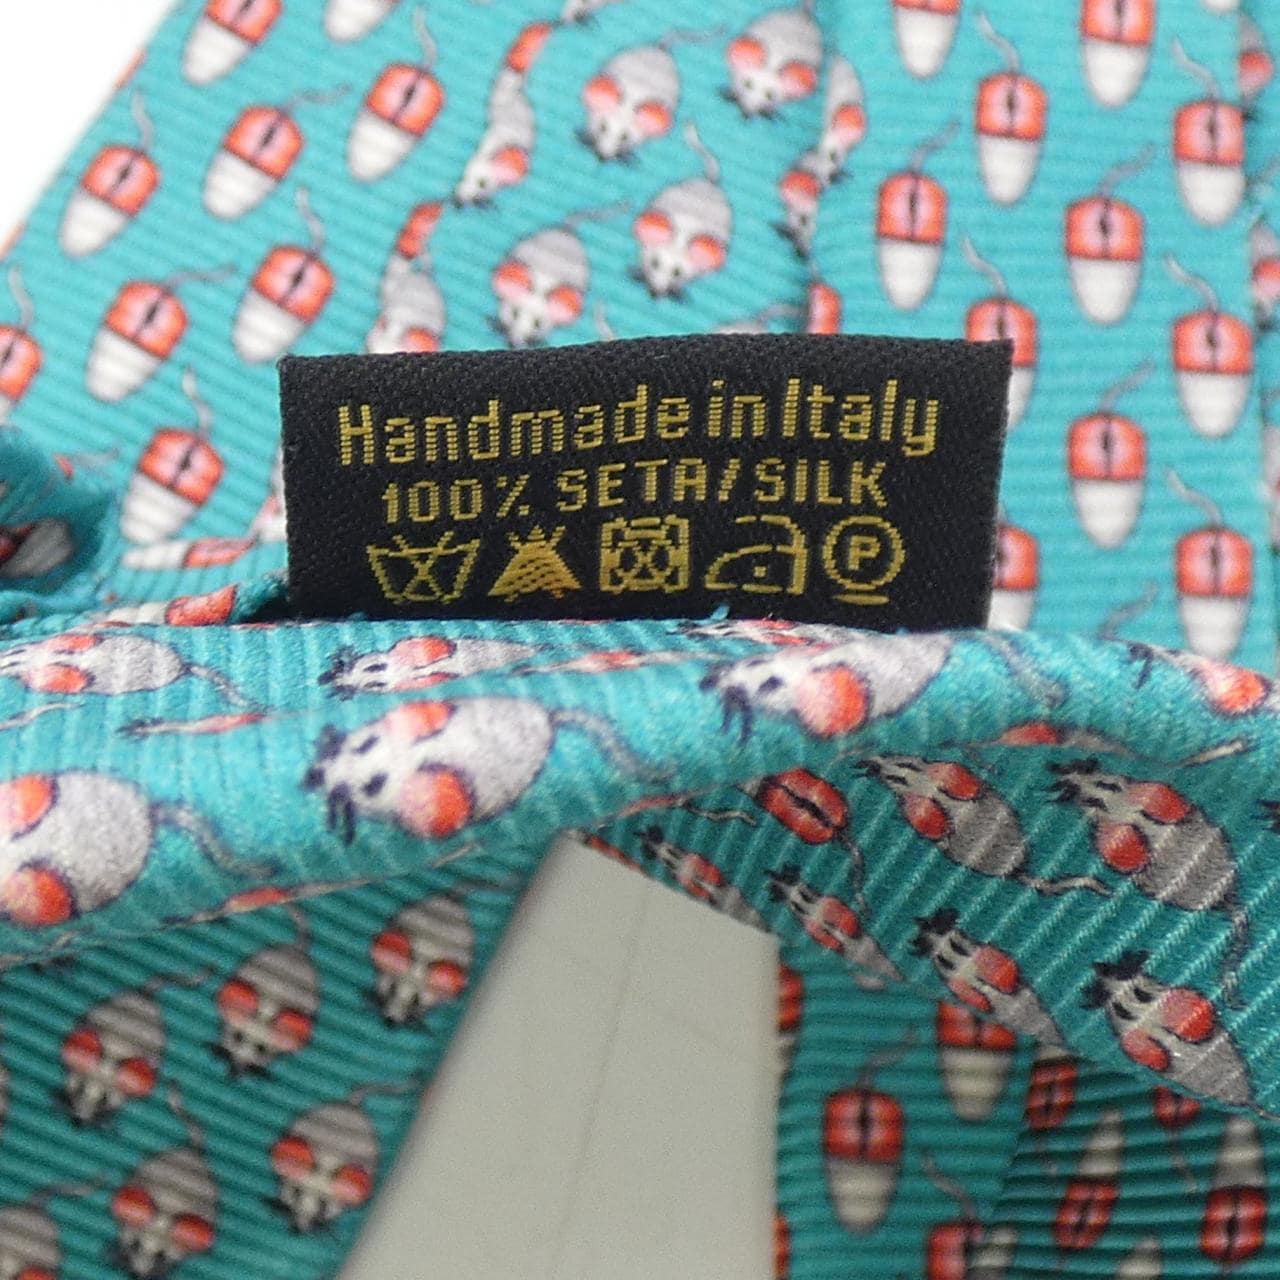 Handmade in Italy
100% SETA/SILK
P